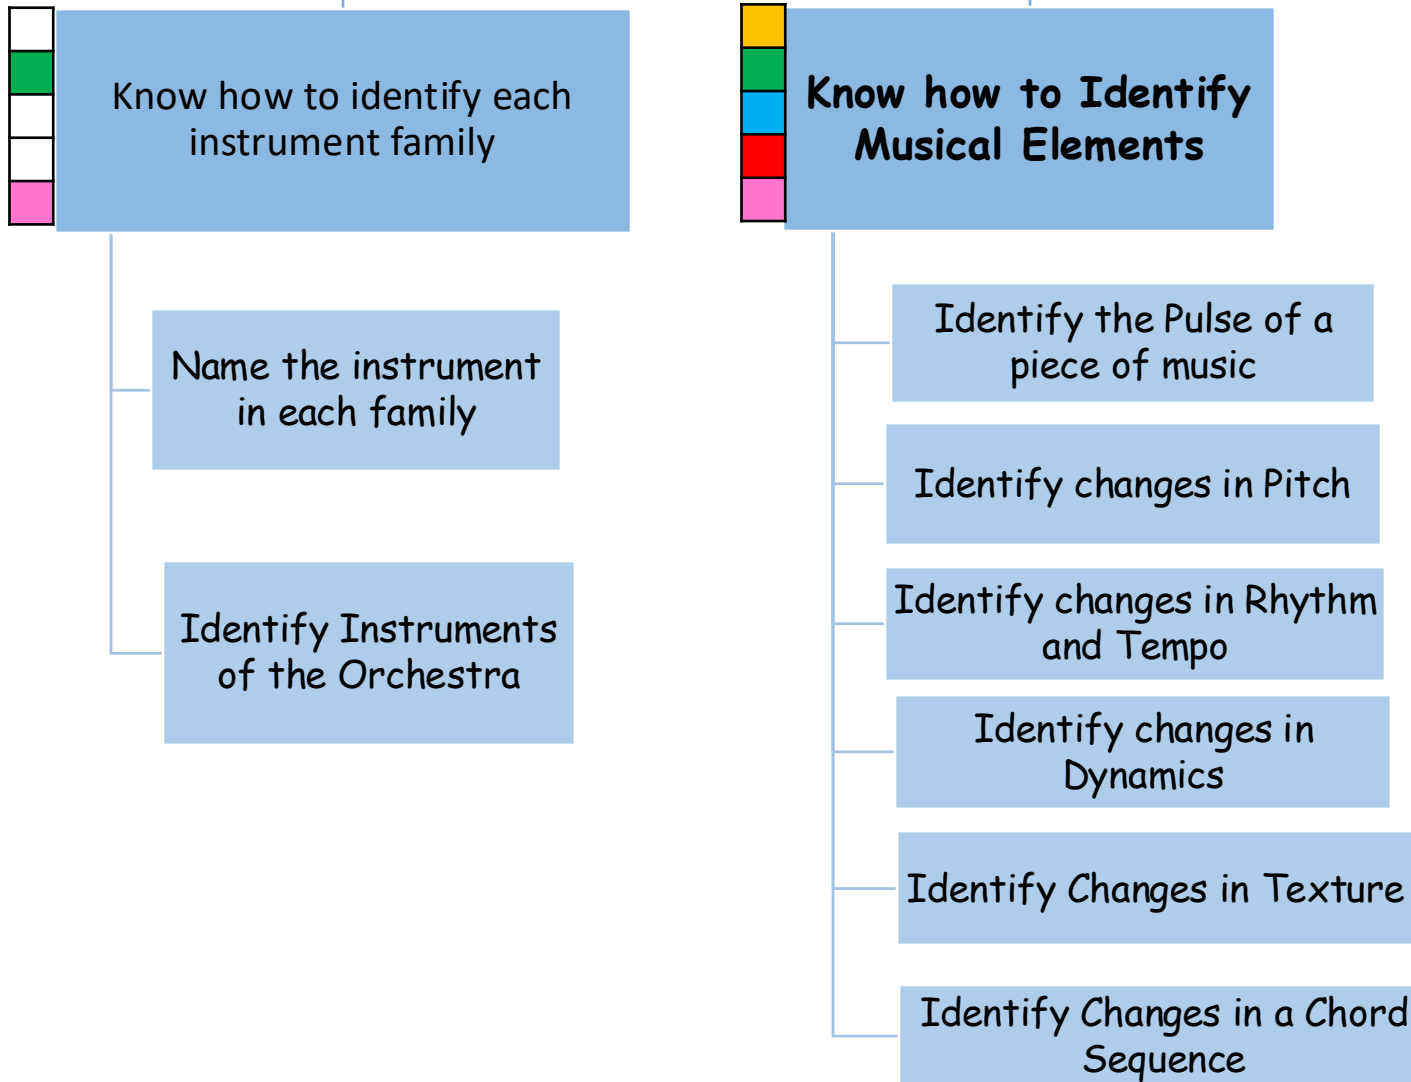 Know how to identify each
instrument family
Name the instrument
in each family
Identify Instruments
of the Orchestra
Know how to Identify
Musical Elements
Identify the Pulse of a
piece of music
Identify changes in Pitch
Identify changes in Rhythm
and Tempo
Identify changes in
Dynamics
Identify Changes in Texture
Identify Changes in a Chord
Sequence